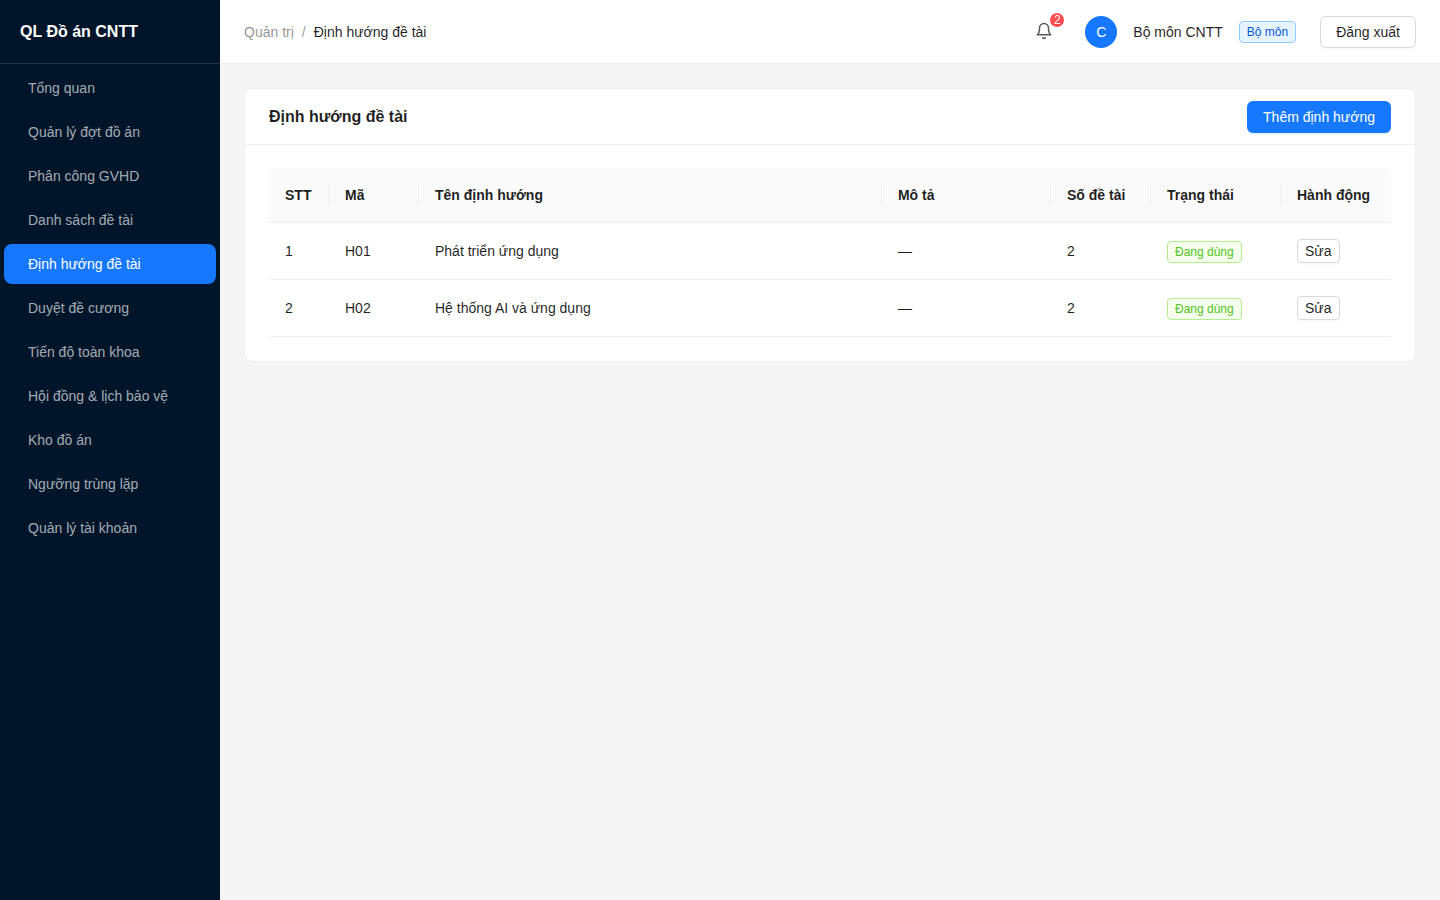 QL Đồ án CNTT
Tổng quan
Quản lý đợt đồ án
Phân công GVHD
Danh sách đề tài
Định hướng đề tài
Duyệt đề cương
Tiến độ toàn khoa
Hội đồng & lịch bảo vệ
Kho đồ án
Ngưỡng trùng lặp
Quản lý tài khoản
Quản trị / Định hướng đề tài
2
C
Bộ môn CNTT
Bộ môn
Đăng xuất
Định hướng đề tài
Thêm định hướng
STT Mã Tên định hướng Mô tả Số đề tài Trạng thái Hành động
1 H01 Phát triển ứng dụng — 2 Đang dùng Sửa
2 H02 Hệ thống AI và ứng dụng — 2 Đang dùng Sửa